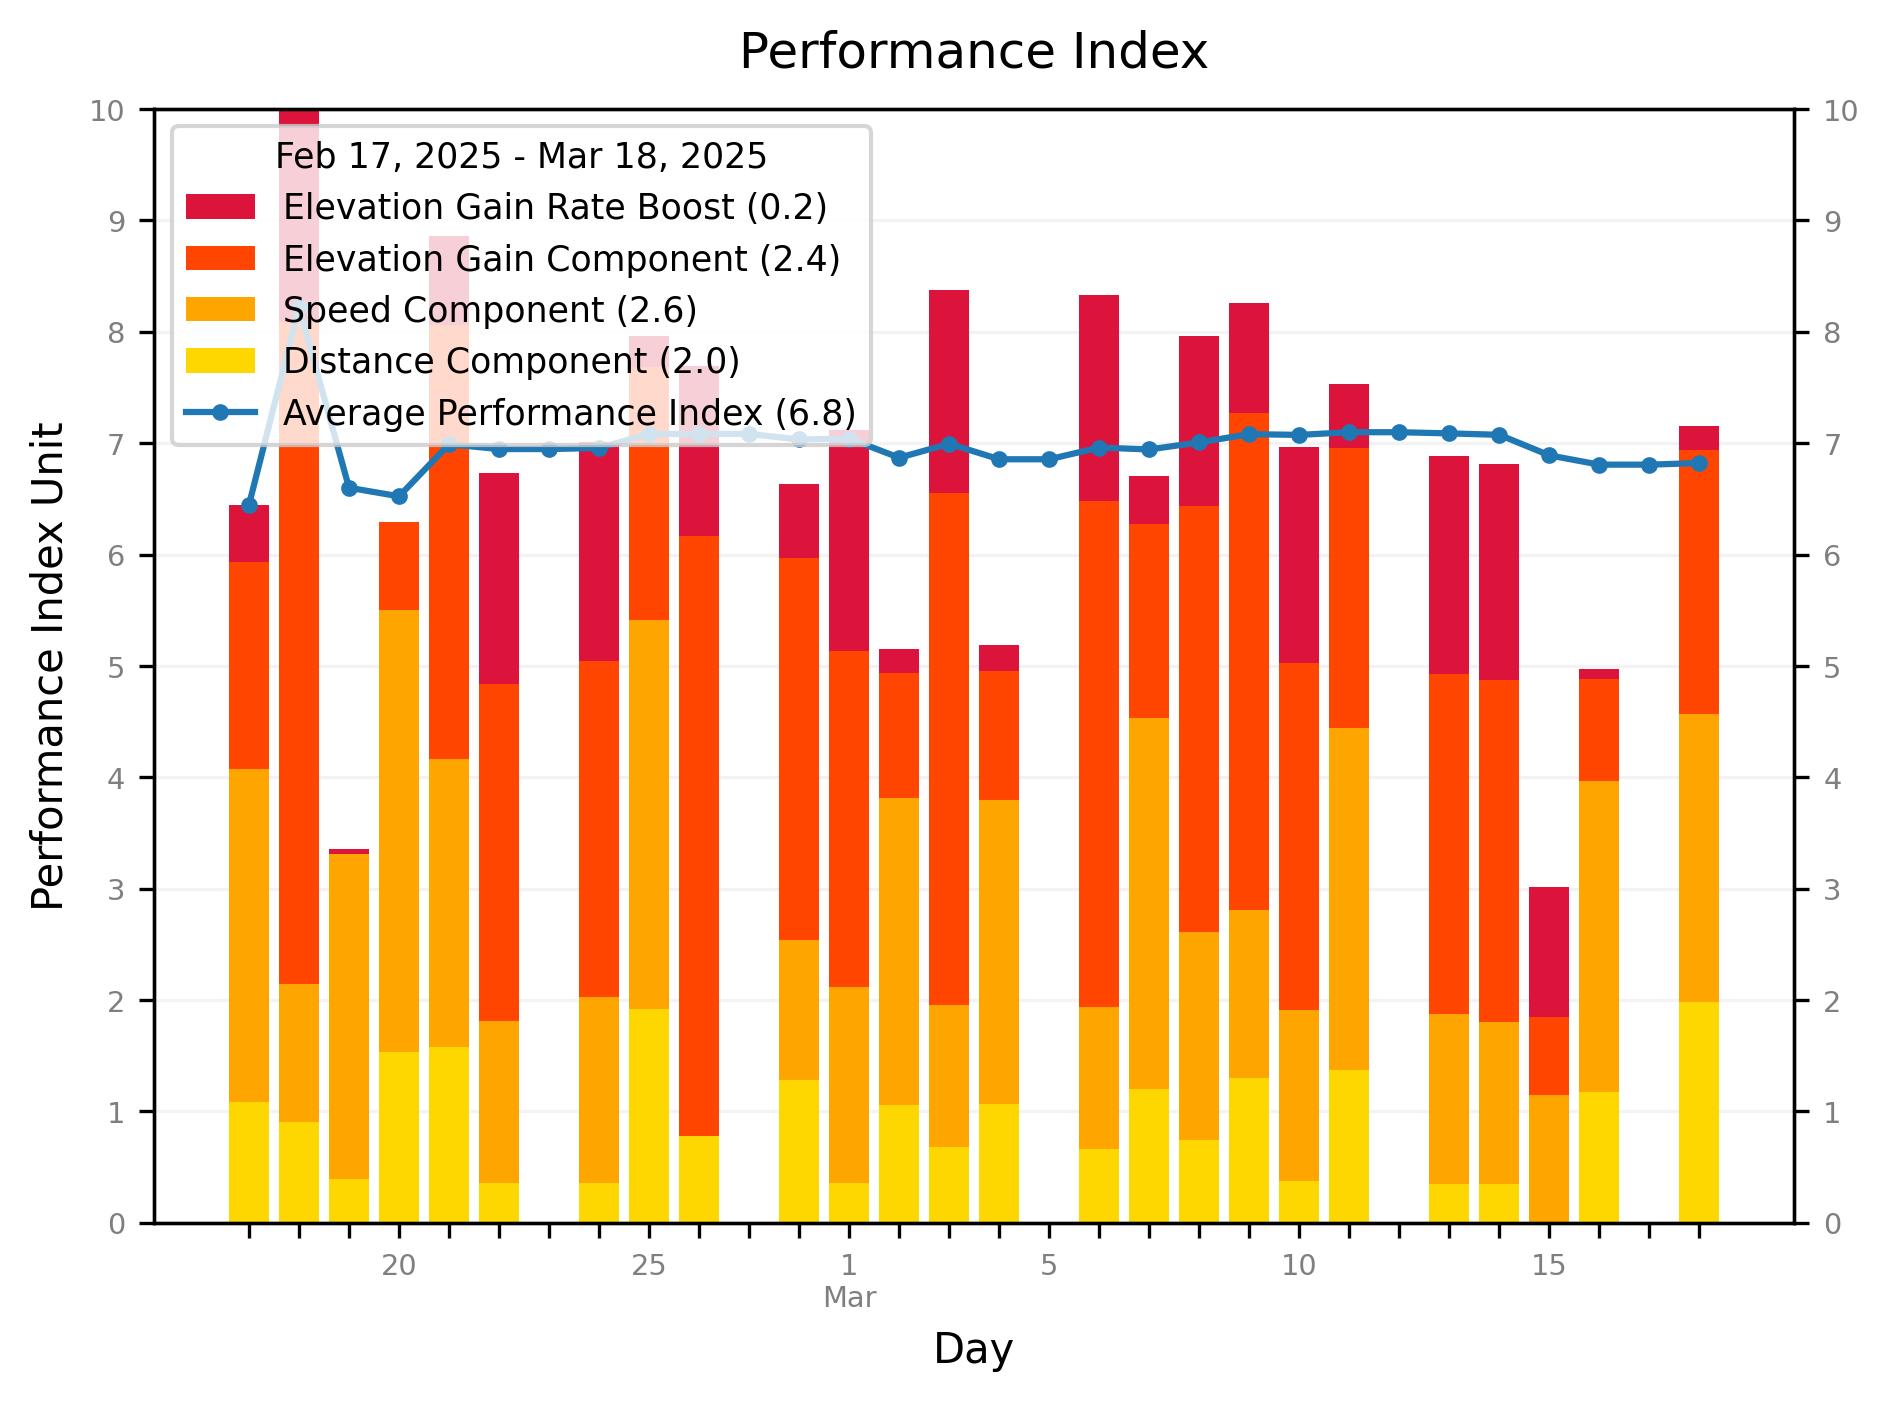 Performance Index
Feb 17, 2025 - Mar 18, 2025
Elevation Gain Rate Boost (0.2)
Elevation Gain Component (2.4)
Speed Component (2.6)
Distance Component (2.0)
Average Performance Index (6.8)
Performance Index Unit
10
9
8
7
6
5
4
3
2
1
0
10
9
8
7
6
5
4
3
2
1
0
20 25 1 5 10 15
Mar
Day